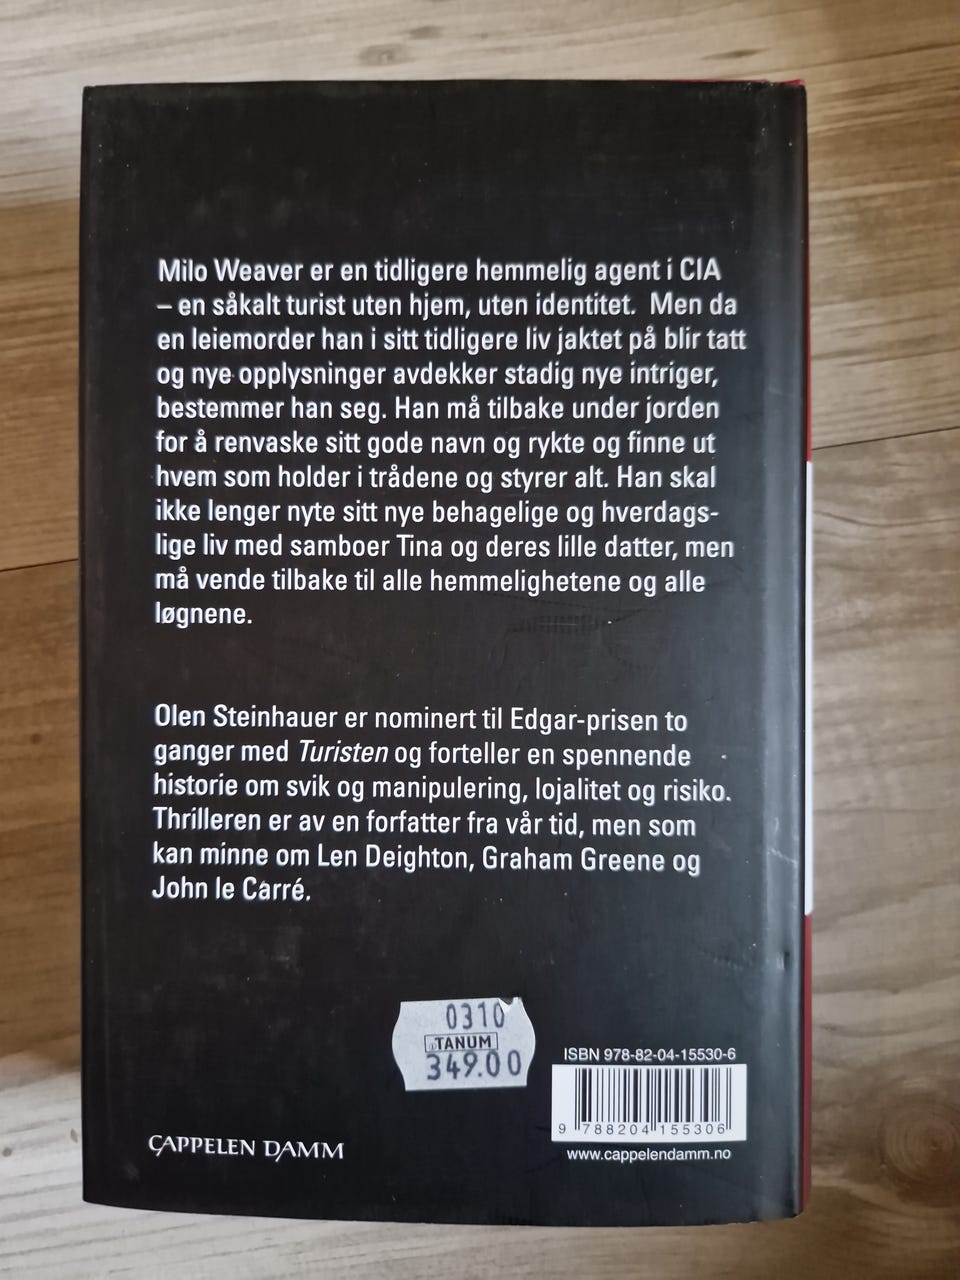 Milo Weaver er en tidligere hemmelig agent i CIA
– en såkalt turist uten hjem, uten identitet. Men da
en leiemorder han i sitt tidligere liv jaktet på blir tatt
og nye opplysninger avdekker stadig nye intriger,
bestemmer han seg. Han må tilbake under jorden
for å renvaske sitt gode navn og rykte og finne ut
hvem som holder i trådene og styrer alt. Han skal
ikke lenger nyte sitt nye behagelige og hverdags-
lige liv med samboer Tina og deres lille datter, men
må vende tilbake til alle hemmelighetene og alle
løgnene.
Olen Steinhauer er nominert til Edgar-prisen to
ganger med Turisten og forteller en spennende
historie om svik og manipulering, lojalitet og risiko.
Thrilleren er av en forfatter fra vår tid, men som
kan minne om Len Deighton, Graham Greene og
John le Carré.
0310
TANUM
349.00
ISBN 978-82-04-15530-6
9 788204 155306
www.cappelendamm.no
CAPPELEN DAMM